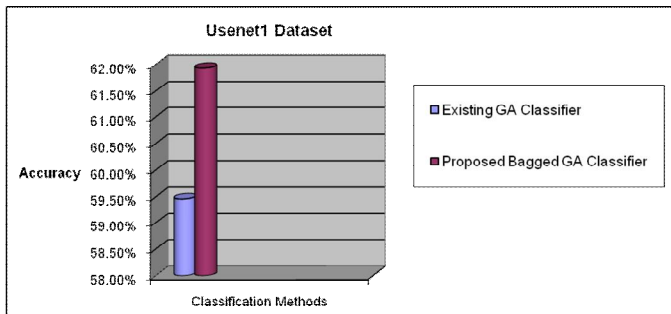 Usenet1 Dataset
62.00%
61.50%
61.00%
60.50%
60.00%
59.50%
59.00%
58.50%
58.00%
Accuracy
Classification Methods
Existing GA Classifier
Proposed Bagged GA Classifier